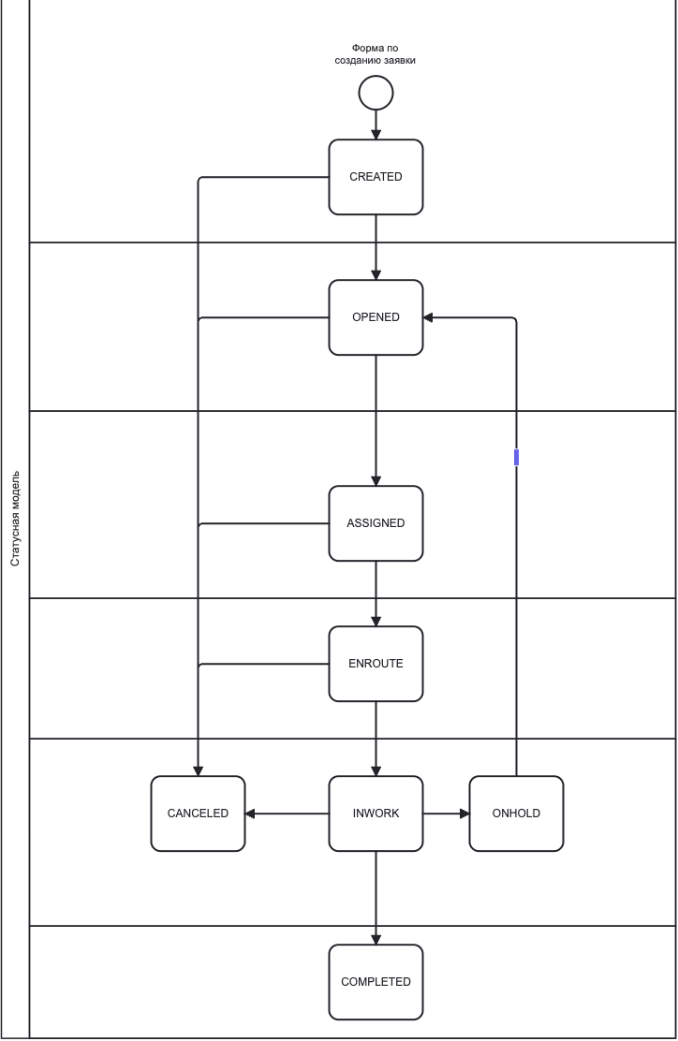 Форма по
созданию заявки
CREATED
OPENED
Статусная модель
ASSIGNED
ENROUTE
CANCELED
INWORK
ONHOLD
COMPLETED